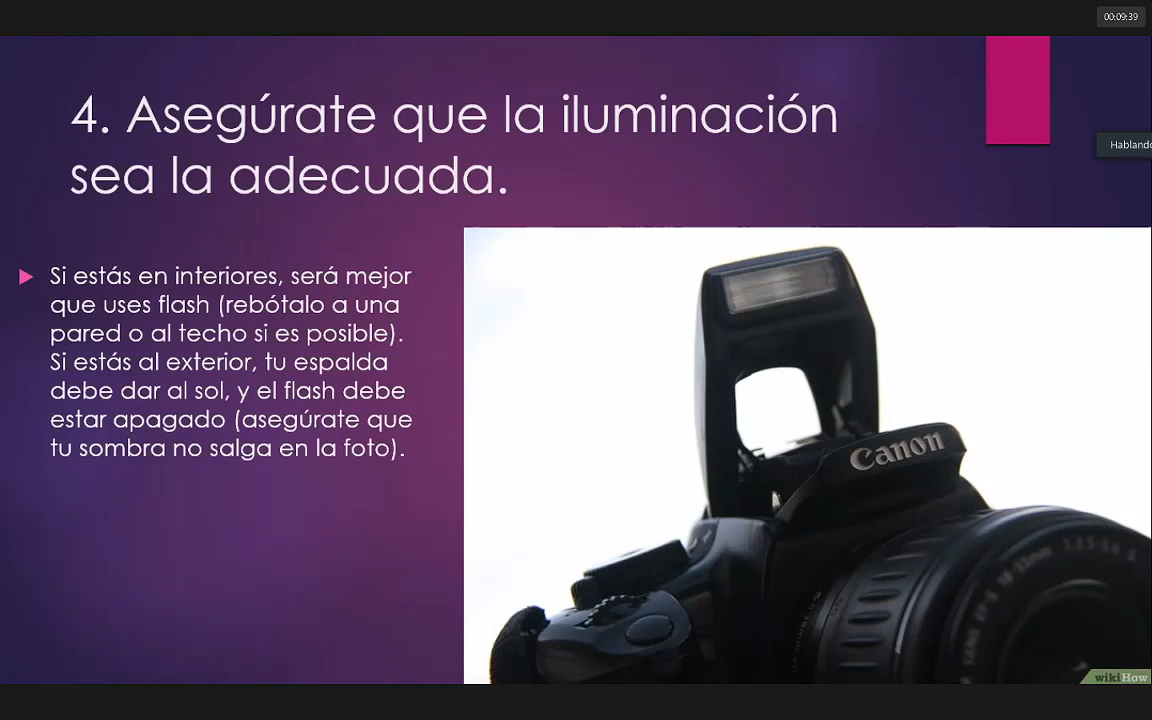 00:09:39
4. Asegúrate que la iluminación
sea la adecuada.
Hablando
Si estás en interiores, será mejor
que uses flash (rebótalo a una
pared o al techo si es posible).
Si estás al exterior, tu espalda
debe dar al sol, y el flash debe
estar apagado (asegúrate que
tu sombra no salga en la foto).
Canon
wikiHow